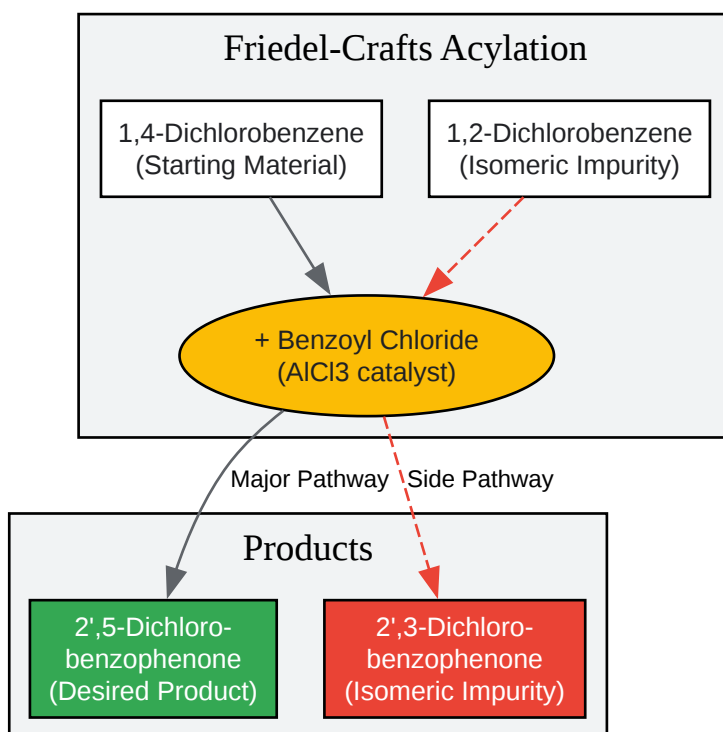 Friedel-Crafts Acylation
1,4-Dichlorobenzene
(Starting Material)
1,2-Dichlorobenzene
(Isomeric Impurity)
+ Benzoyl Chloride
(AlCl3 catalyst)
Major Pathway
Side Pathway
Products
2',5-Dichloro-
benzophenone
(Desired Product)
2',3-Dichloro-
benzophenone
(Isomeric Impurity)